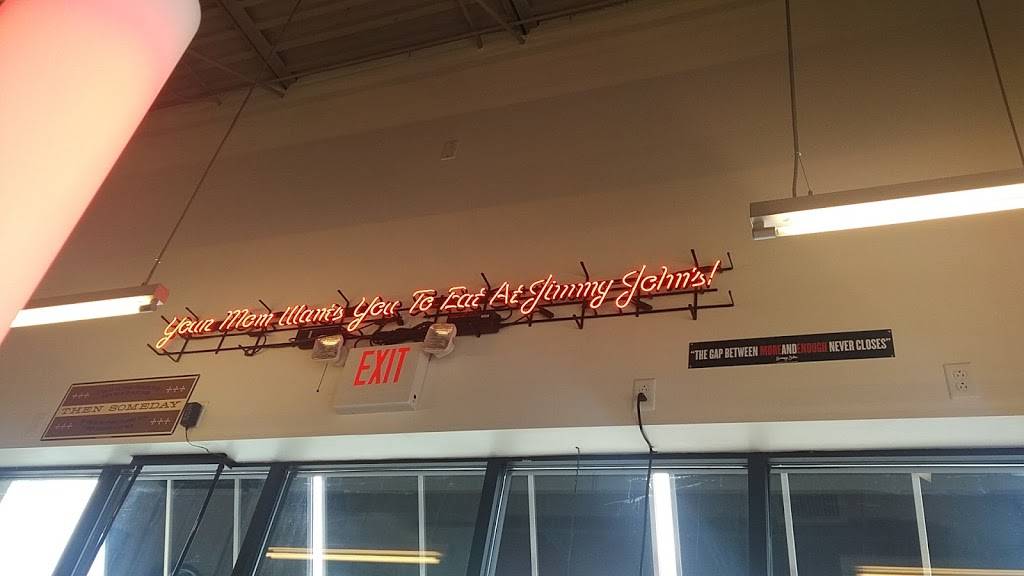 Your Mom Wants You To Eat At Jimmy John's!
EXIT
"THE GAP BETWEEN MORE AND ENOUGH NEVER CLOSES"
THEN SOMEDAY